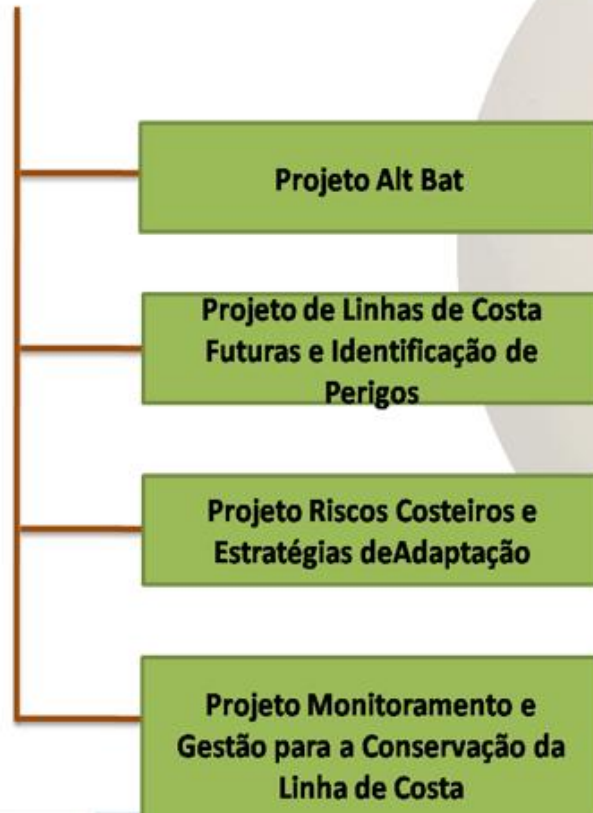 Projeto Alt Bat
Projeto de Linhas de Costa
Futuras e Identificação de
Perigos
Projeto Riscos Costeiros e
Estratégias deAdaptação
Projeto Monitoramento e
Gestão para a Conservação da
Linha de Costa